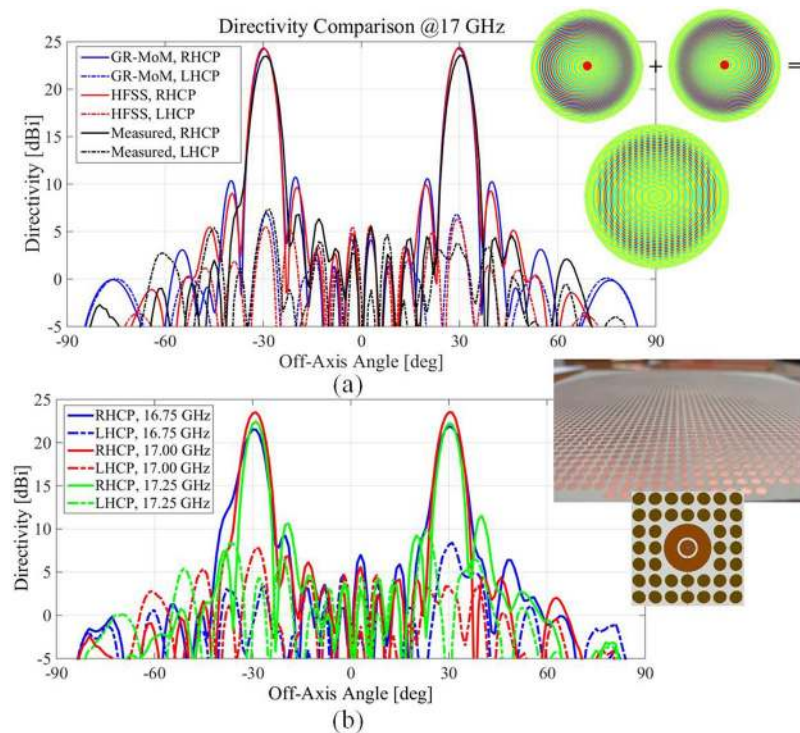 Directivity Comparison @17 GHz
25
20
15
10
5
0
-5
Directivity [dBi]
GR-MoM, RHCP
GR-MoM, LHCP
HFSS, RHCP
HFSS, LHCP
Measured, RHCP
Measured, LHCP
+
=
-90
-60
-30
0
30
60
90
Off-Axis Angle [deg]
(a)
25
20
15
10
5
0
-5
Directivity [dBi]
RHCP, 16.75 GHz
LHCP, 16.75 GHz
RHCP, 17.00 GHz
LHCP, 17.00 GHz
RHCP, 17.25 GHz
LHCP, 17.25 GHz
-90
-60
-30
0
30
60
90
Off-Axis Angle [deg]
(b)